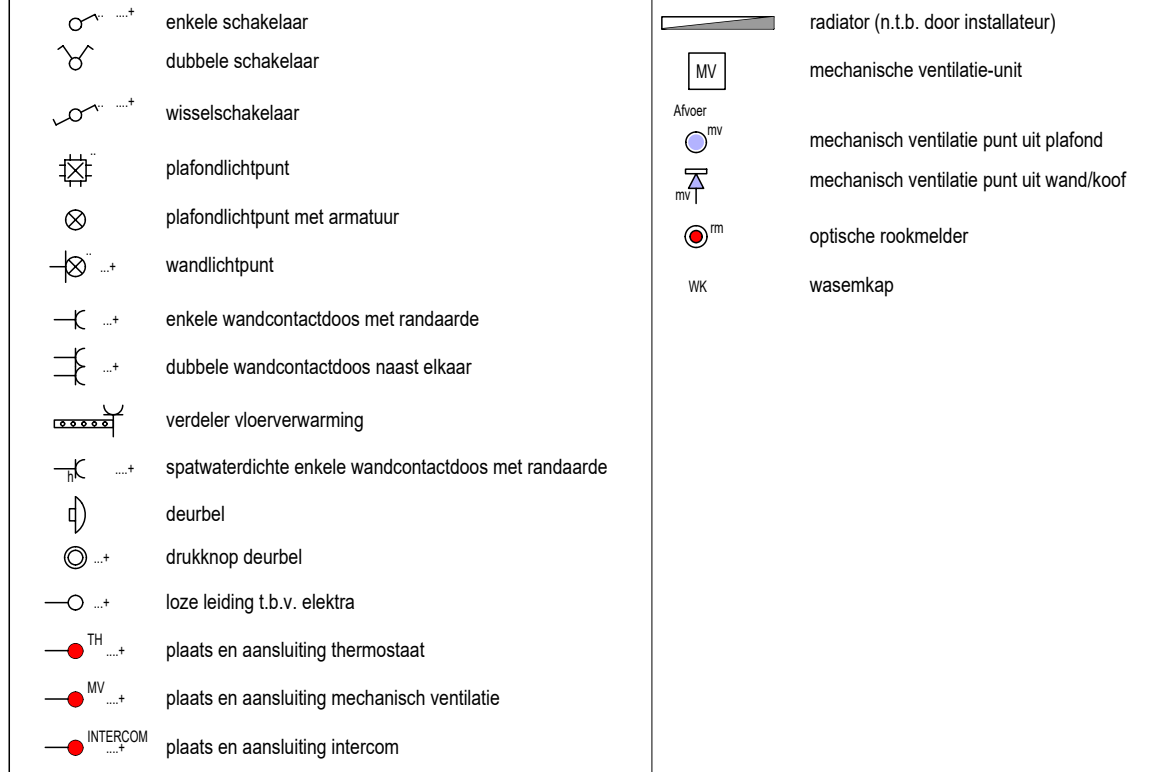 .. ....+ enkele schakelaar
dubbele schakelaar
.. ....+ wisselschakelaar
.. plafondlichtpunt
plafondlichtpunt met armatuur
.. ...+ wandlichtpunt
...+ enkele wandcontactdoos met randaarde
...+ dubbele wandcontactdoos naast elkaar
verdeler vloerverwarming
h ....+ spatwaterdichte enkele wandcontactdoos met randaarde
deurbel
...+ drukknop deurbel
...+ loze leiding t.b.v. elektra
TH ....+ plaats en aansluiting thermostaat
MV ....+ plaats en aansluiting mechanisch ventilatie
INTERCOM ....+ plaats en aansluiting intercom
radiator (n.t.b. door installateur)
MV mechanische ventilatie-unit
Afvoer
mv mechanisch ventilatie punt uit plafond
mv mechanisch ventilatie punt uit wand/koof
rm optische rookmelder
WK wasemkap